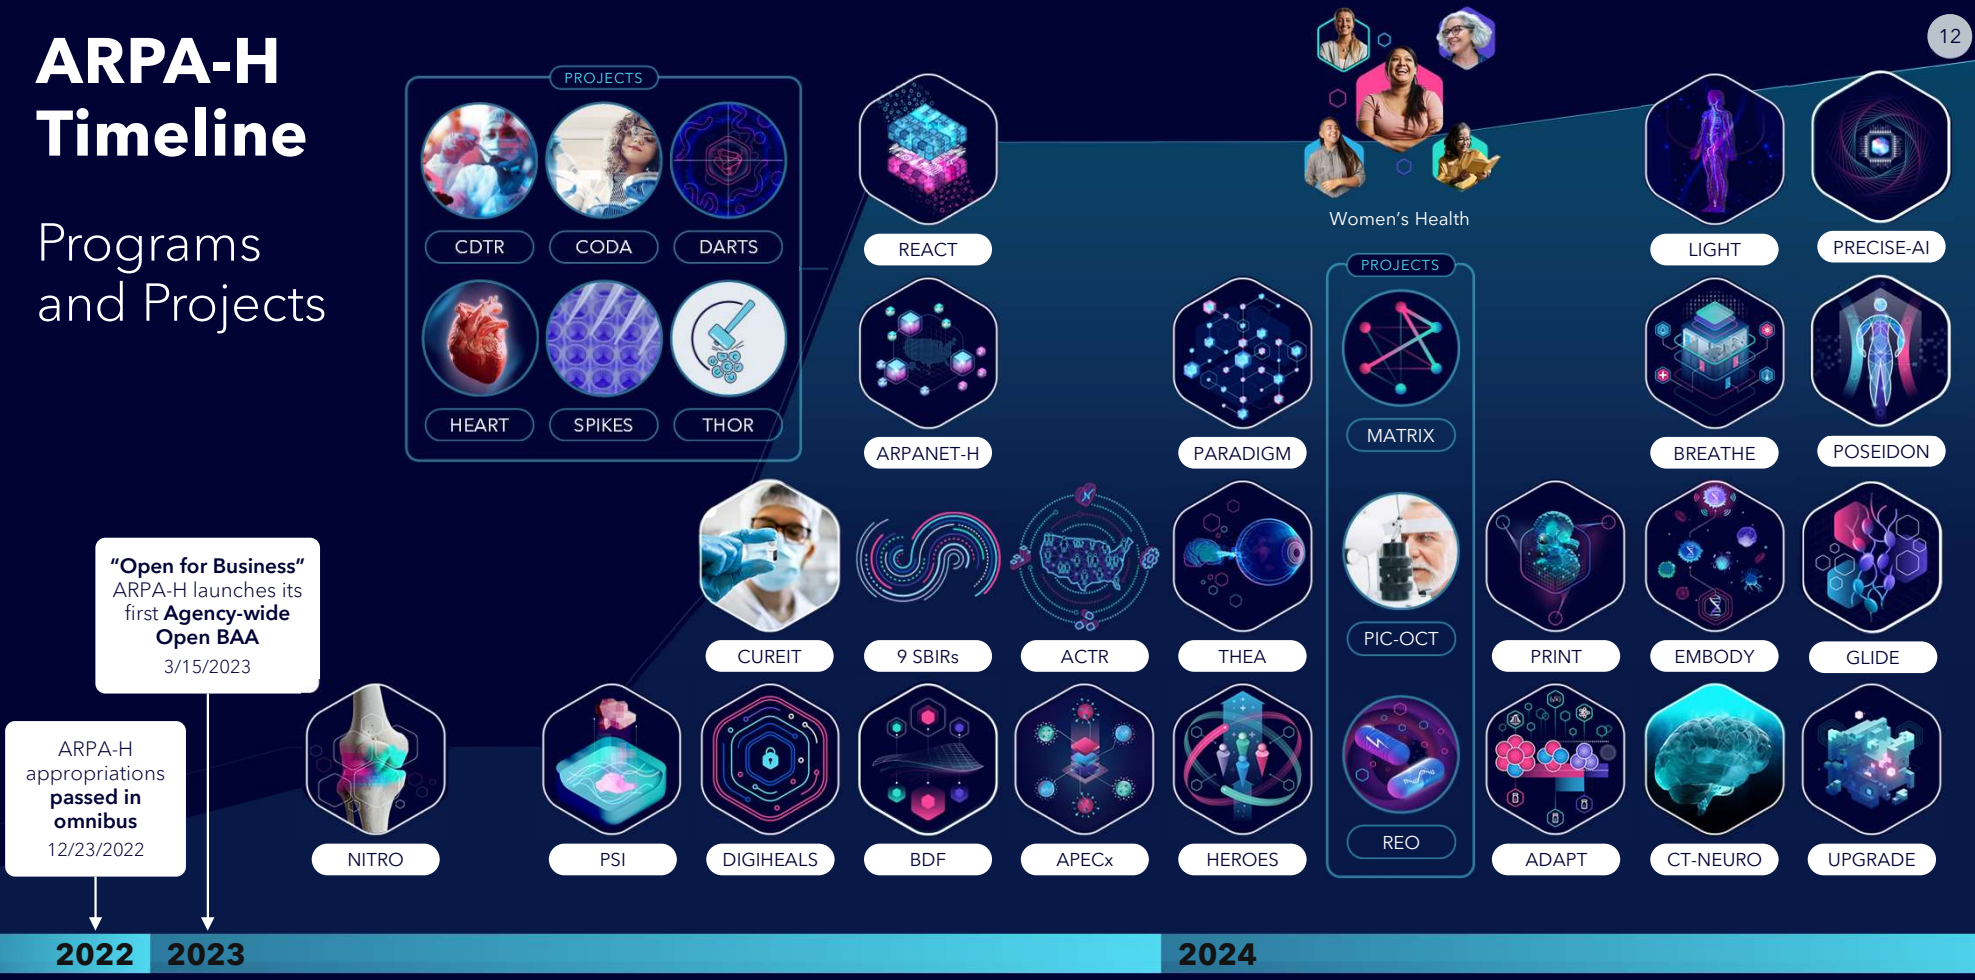 ARPA-H
Timeline
Programs
and Projects
12
PROJECTS
CDTR
CODA
DARTS
HEART
SPIKES
THOR
REACT
Women's Health
LIGHT
PRECISE-AI
ARPANET-H
PARADIGM
PROJECTS
MATRIX
PIC-OCT
REO
BREATHE
POSEIDON
CUREIT
9 SBIRs
ACTR
THEA
PRINT
EMBODY
GLIDE
"Open for Business"
ARPA-H launches its
first Agency-wide
Open BAA
3/15/2023
ARPA-H
appropriations
passed in
omnibus
12/23/2022
NITRO
PSI
DIGIHEALS
BDF
APECx
HEROES
ADAPT
CT-NEURO
UPGRADE
2022
2023
2024